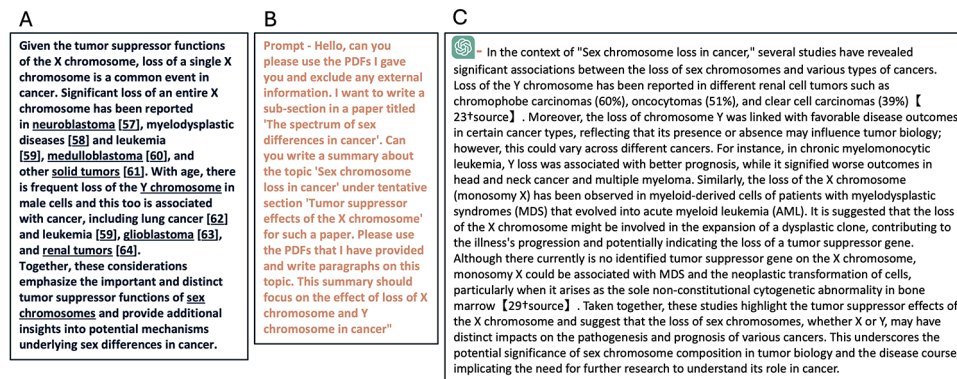 A
Given the tumor suppressor functions
of the X chromosome, loss of a single X
chromosome is a common event in
cancer. Significant loss of an entire X
chromosome has been reported
in neuroblastoma [57], myelodysplastic
diseases [58] and leukemia
[59], medulloblastoma [60], and
other solid tumors [61]. With age, there
is frequent loss of the Y chromosome in
male cells and this too is associated
with cancer, including lung cancer [62]
and leukemia [59], glioblastoma [63],
and renal tumors [64].
Together, these considerations
emphasize the important and distinct
tumor suppressor functions of sex
chromosomes and provide additional
insights into potential mechanisms
underlying sex differences in cancer.
B
Prompt - Hello, can you
please use the PDFs I gave
you and exclude any external
information. I want to write a
sub-section in a paper titled
'The spectrum of sex
differences in cancer'. Can
you write a summary about
the topic 'Sex chromosome
loss in cancer' under tentative
section 'Tumor suppressor
effects of the X chromosome'
for such a paper. Please use
the PDFs that I have provided
and write paragraphs on this
topic. This summary should
focus on the effect of loss of X
chromosome and Y
chromosome in cancer"
C
- In the context of "Sex chromosome loss in cancer," several studies have revealed
significant associations between the loss of sex chromosomes and various types of cancers.
Loss of the Y chromosome has been reported in different renal cell tumors such as
chromophobe carcinomas (60%), oncocytomas (51%), and clear cell carcinomas (39%)【
23†source】. Moreover, the loss of chromosome Y was linked with favorable disease outcomes
in certain cancer types, reflecting that its presence or absence may influence tumor biology;
however, this could vary across different cancers. For instance, in chronic myelomonocytic
leukemia, Y loss was associated with better prognosis, while it signified worse outcomes in
head and neck cancer and multiple myeloma. Similarly, the loss of the X chromosome
(monosomy X) has been observed in myeloid-derived cells of patients with myelodysplastic
syndromes (MDS) that evolved into acute myeloid leukemia (AML). It is suggested that the loss
of the X chromosome might be involved in the expansion of a dysplastic clone, contributing to
the illness's progression and potentially indicating the loss of a tumor suppressor gene.
Although there currently is no identified tumor suppressor gene on the X chromosome,
monosomy X could be associated with MDS and the neoplastic transformation of cells,
particularly when it arises as the sole non-constitutional cytogenetic abnormality in bone
marrow【29†source】. Taken together, these studies highlight the tumor suppressor effects of
the X chromosome and suggest that the loss of sex chromosomes, whether X or Y, may have
distinct impacts on the pathogenesis and prognosis of various cancers. This underscores the
potential significance of sex chromosome composition in tumor biology and the disease course
implicating the need for further research to understand its role in cancer.